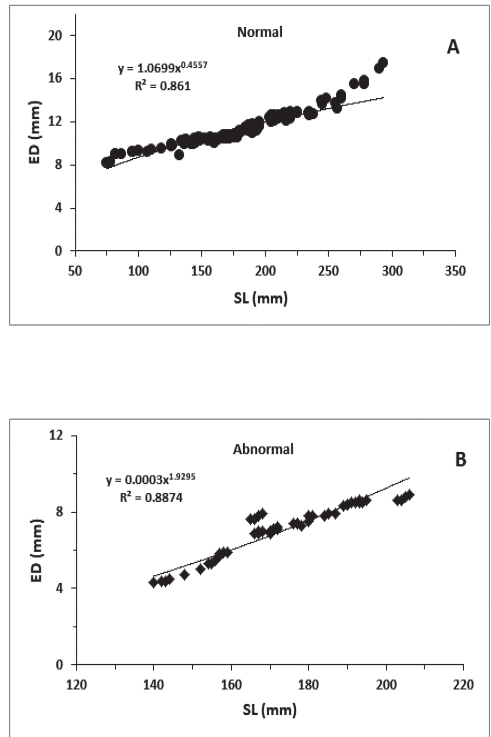 Normal
A
y = 1.0699x^0.4557
R² = 0.861
ED (mm)
20
16
12
8
4
0
50 100 150 200 250 300 350
SL (mm)
Abnormal
B
y = 0.0003x^1.9295
R² = 0.8874
ED (mm)
12
8
4
0
120 140 160 180 200 220
SL (mm)